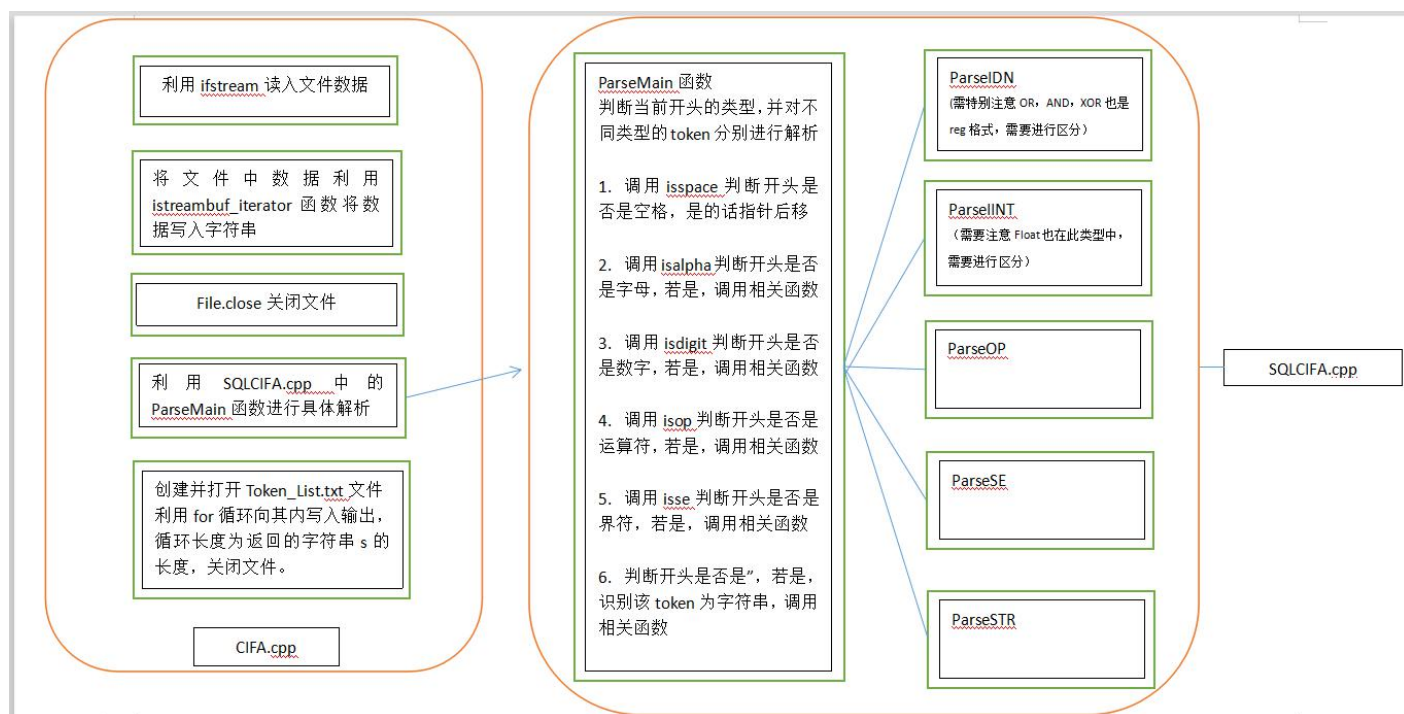 利用 ifstream 读入文件数据
将文件中数据利用
istreambuf_iterator 函数将数
据写入字符串
File.close 关闭文件
利用 SQLCIFA.cpp 中的
ParseMain 函数进行具体解析
创建并打开 Token_List.txt 文件
利用 for 循环向其内写入输出，
循环长度为返回的字符串 s 的
长度，关闭文件。
CIFA.cpp
ParseMain 函数
判断当前开头的类型，并对不
同类型的 token 分别进行解析
1. 调用 isspace 判断开头是
否是空格，是的话指针后移
2. 调用 isalpha 判断开头是否
是字母，若是，调用相关函数
3. 调用 isdigit 判断开头是否
是数字，若是，调用相关函数
4. 调用 isop 判断开头是否是
运算符，若是，调用相关函数
5. 调用 isse 判断开头是否是
界符，若是，调用相关函数
6. 判断开头是否是”，若是，
识别该 token 为字符串，调用
相关函数
ParseIDN
(需特别注意 OR，AND，XOR 也是
reg 格式，需要进行区分）
ParseIINT
（需要注意 Float 也在此类型中，
需要进行区分）
ParseOP
ParseSE
ParseSTR
SQLCIFA.cpp